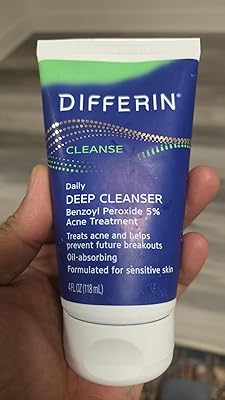 DIFFERIN®
CLEANSE
Daily
DEEP CLEANSER
Benzoyl Peroxide 5%
Acne Treatment
Treats acne and helps
prevent future breakouts
Oil-absorbing
Formulated for sensitive skin
4 FL OZ (118 mL)